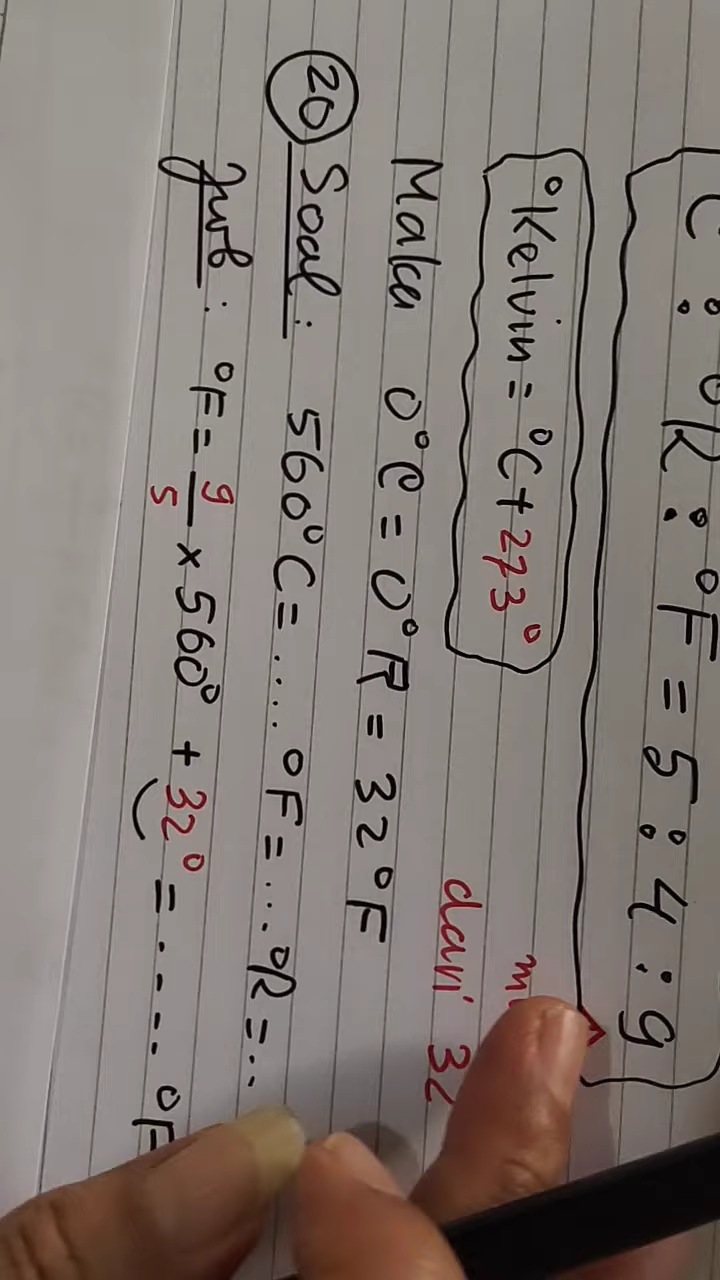 C : °R : °F = 5 : 4 : 9
°Kelvin = °C + 273°
dari 32
Maka 0°C = 0°R = 32°F
20 Soal : 560°C = ..... °F = ... °R = ..
Jwb : °F = 9/5 × 560° + 32° = ..... °F